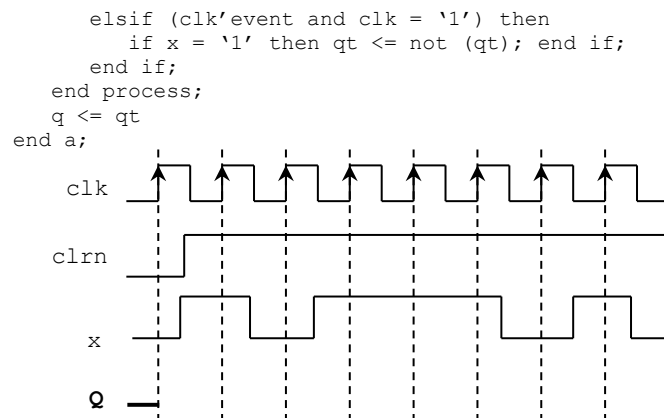 elsif (clk'event and clk = ‘1’) then
if x = ‘1’ then qt <= not (qt); end if;
end if;
end process;
q <= qt
end a;
clk
clrn
x
Q